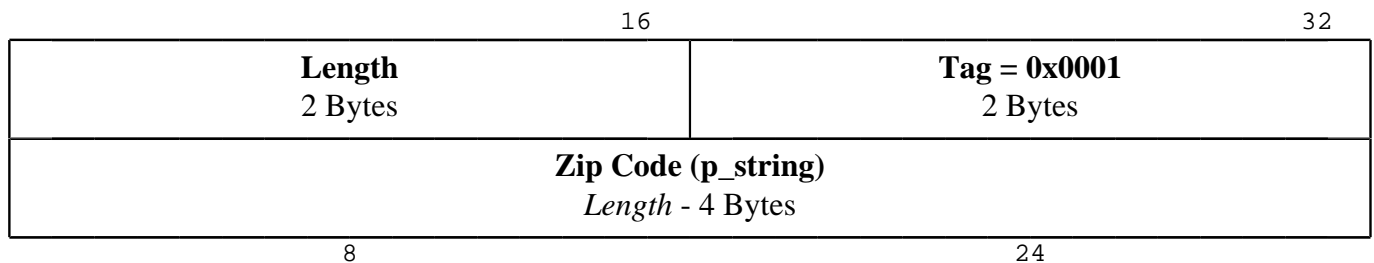 16 32
Length Tag = 0x0001
2 Bytes 2 Bytes
Zip Code (p_string)
Length - 4 Bytes
8 24